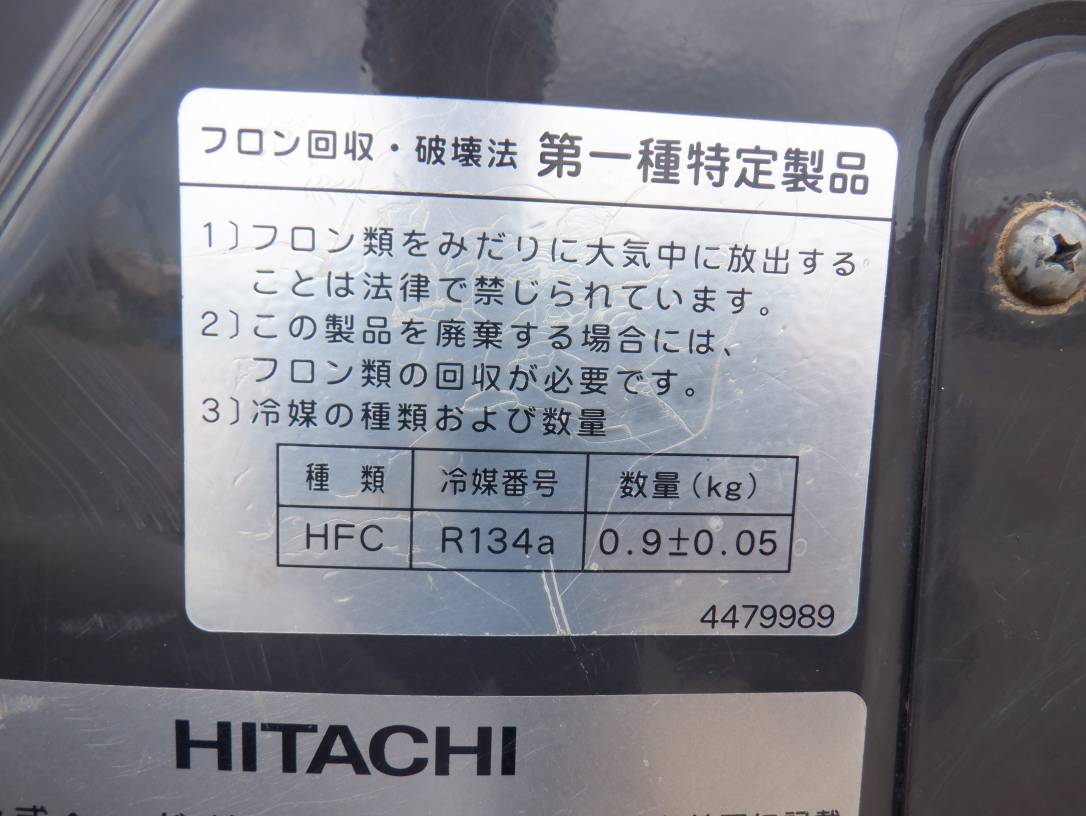 フロン回収・破壊法 第一種特定製品
1)フロン類をみだりに大気中に放出する
ことは法律で禁じられています。
2)この製品を廃棄する場合には、
フロン類の回収が必要です。
3)冷媒の種類および数量
種類 冷媒番号 数量(kg)
HFC R134a 0.9±0.05
4479989
HITACHI